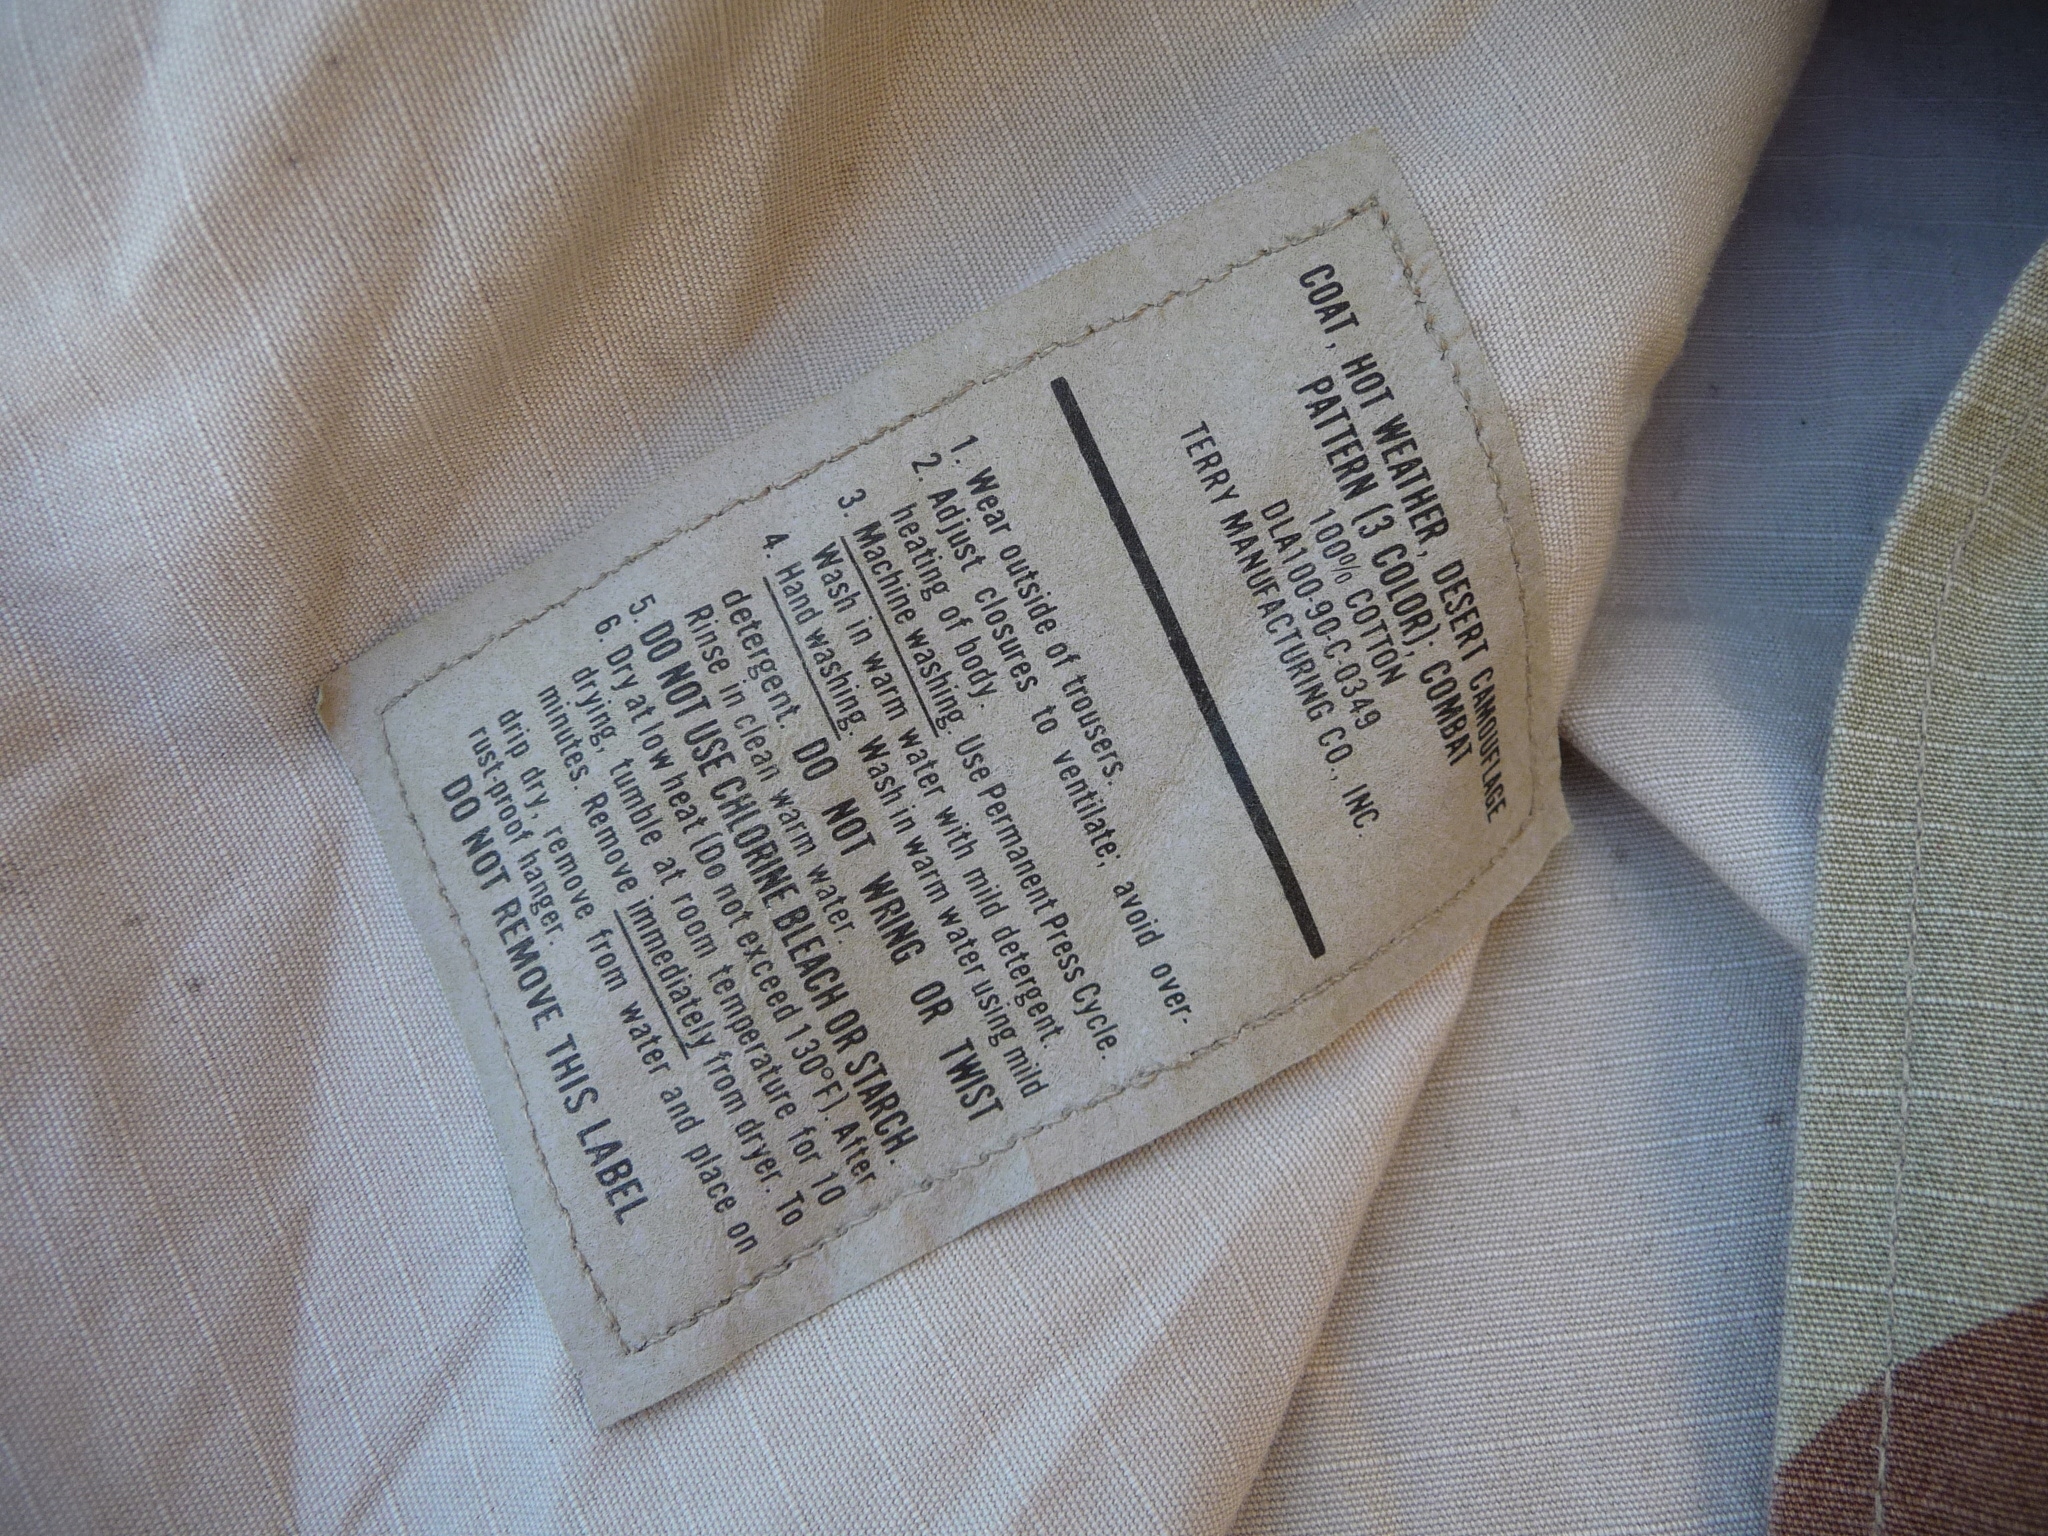 COAT, HOT WEATHER, DESERT CAMOUFLAGE
PATTERN (3 COLOR): COMBAT
100% COTTON
DLA100-90-C-0349
TERRY MANUFACTURING CO., INC.
1. Wear outside of trousers.
2. Adjust closures to ventilate; avoid over-
heating of body.
3. Machine washing. Use Permanent Press Cycle.
Wash in warm water with mild detergent.
4. Hand washing. Wash in warm water using mild
detergent. DO NOT WRING OR TWIST
Rinse in clean warm water.
5. DO NOT USE CHLORINE BLEACH OR STARCH.
6. Dry at low heat (Do not exceed 130°F). After
drying, tumble at room temperature for 10
minutes. Remove immediately from dryer. To
drip dry, remove from water and place on
rust-proof hanger.
DO NOT REMOVE THIS LABEL